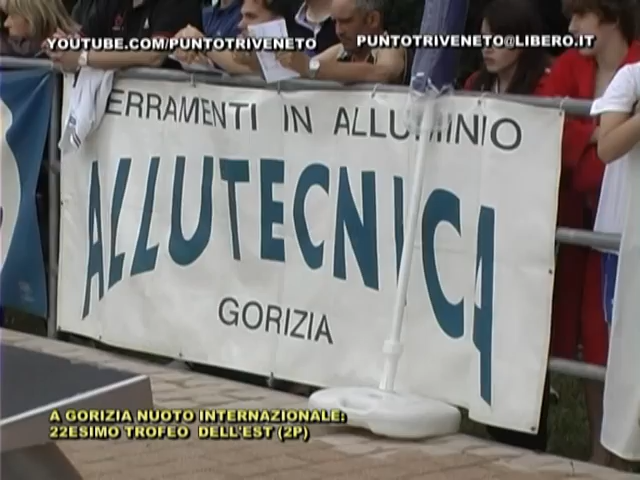 YOUTUBE.COM/PUNTOTRIVENETO PUNTOTRIVENETO@LIBERO.IT
ERRAMENTI IN ALLUMINIO
ALLUTECNICA
GORIZIA
A GORIZIA NUOTO INTERNAZIONALE:
22ESIMO TROFEO DELL'EST (2P)